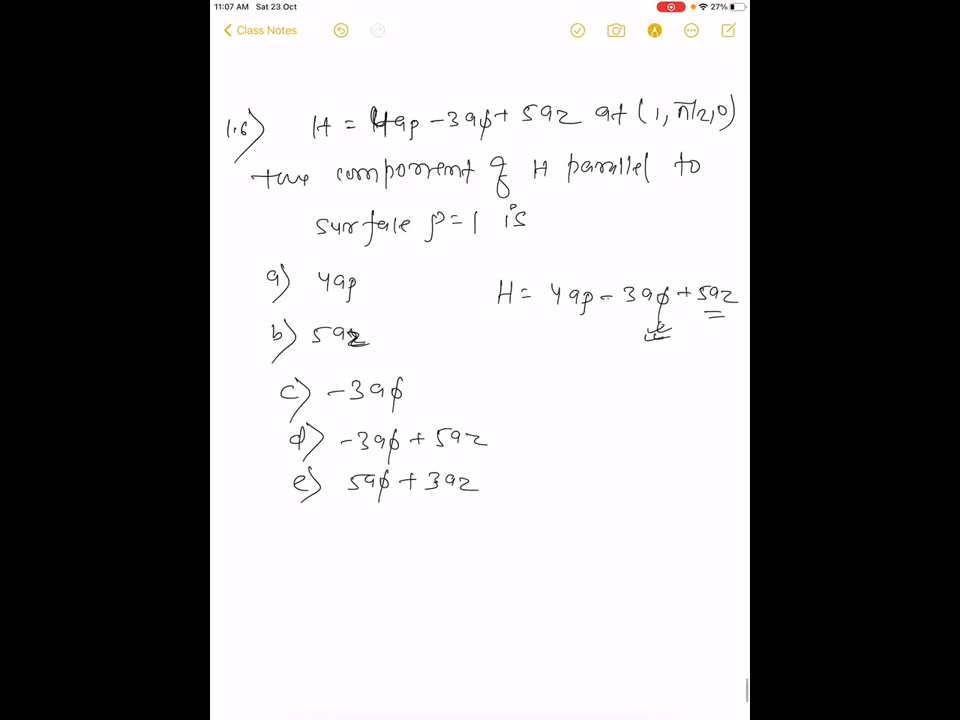 11:07 AM Sat 23 Oct 27%
Class Notes
1.6) H = 4aρ - 3aφ + 5az at (1, π/2, 0)
the component of H parallel to
surface ρ = 1 is
a) 4aρ
H = 4aρ - 3aφ + 5az
b) 5az
c) -3aφ
d) -3aφ + 5az
e) 5aφ + 3az